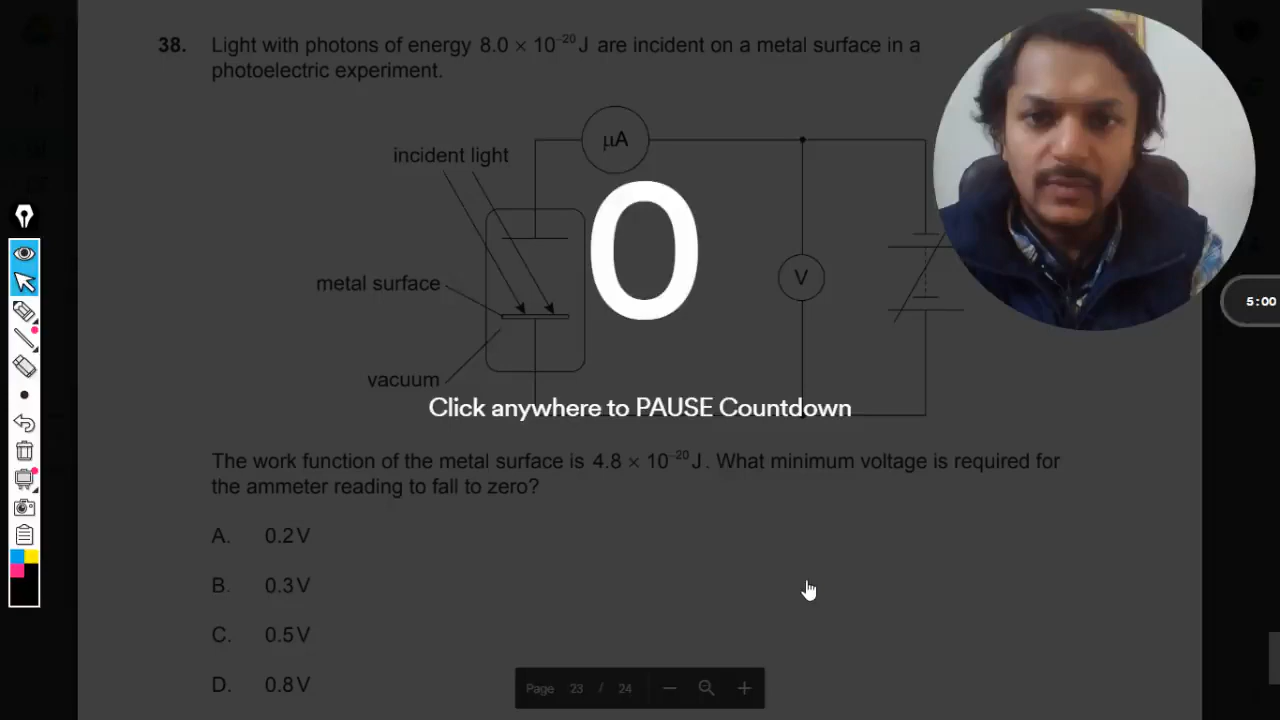 38. Light with photons of energy 8.0 × 10⁻²⁰ J are incident on a metal surface in a
photoelectric experiment.
μA
incident light
0
V
metal surface
5:00
vacuum
Click anywhere to PAUSE Countdown
The work function of the metal surface is 4.8 × 10⁻²⁰ J. What minimum voltage is required for
the ammeter reading to fall to zero?
A. 0.2 V
B. 0.3 V
C. 0.5 V
D. 0.8 V
Page 23 / 24